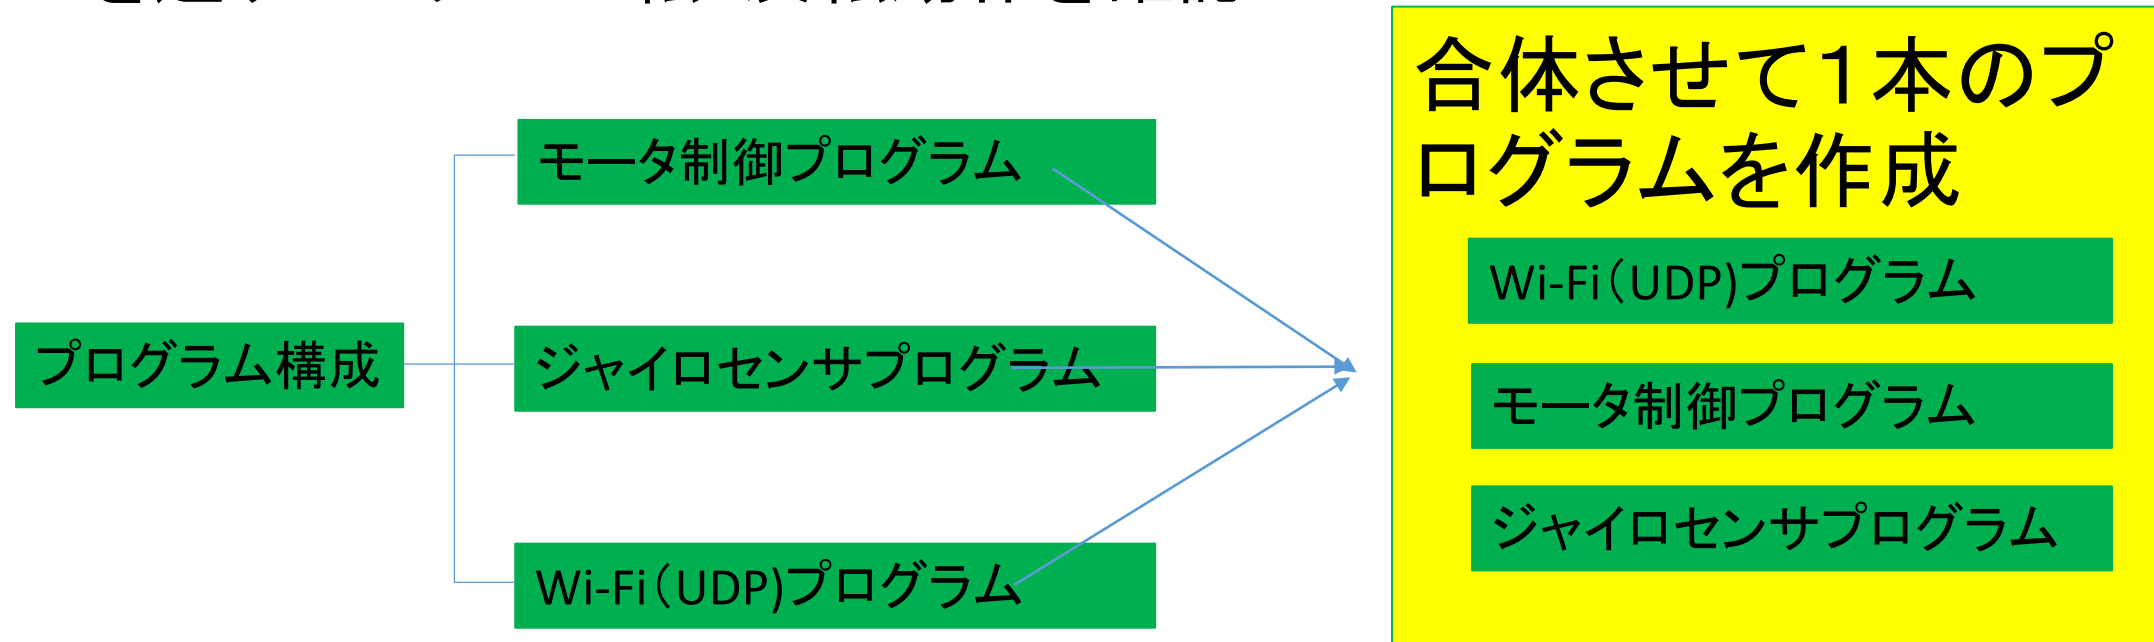 合体させて１本のプ
ログラムを作成
モータ制御プログラム
Wi-Fi（UDP)プログラム
プログラム構成
ジャイロセンサプログラム
モータ制御プログラム
ジャイロセンサプログラム
Wi-Fi（UDP)プログラム